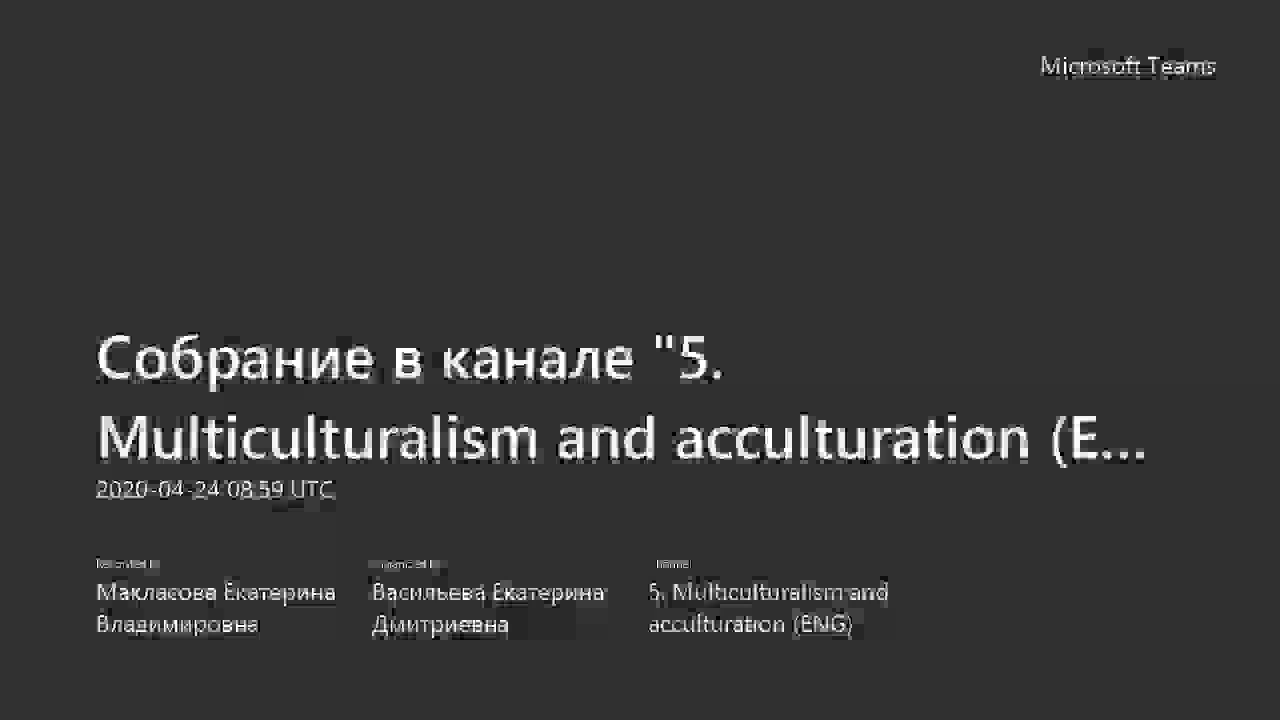 Microsoft Teams
Собрание в канале "5.
Multiculturalism and acculturation (E...
2020-04-24 08:59 UTC
Макласова Екатерина
Владимировна
Васильева Екатерина
Дмитриевна
5. Multiculturalism and
acculturation (ENG)